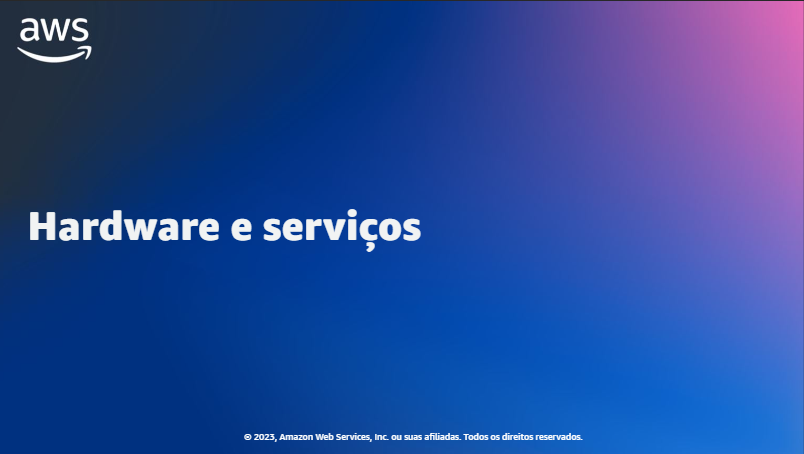 aws
Hardware e serviços
© 2023, Amazon Web Services, Inc. ou suas afiliadas. Todos os direitos reservados.